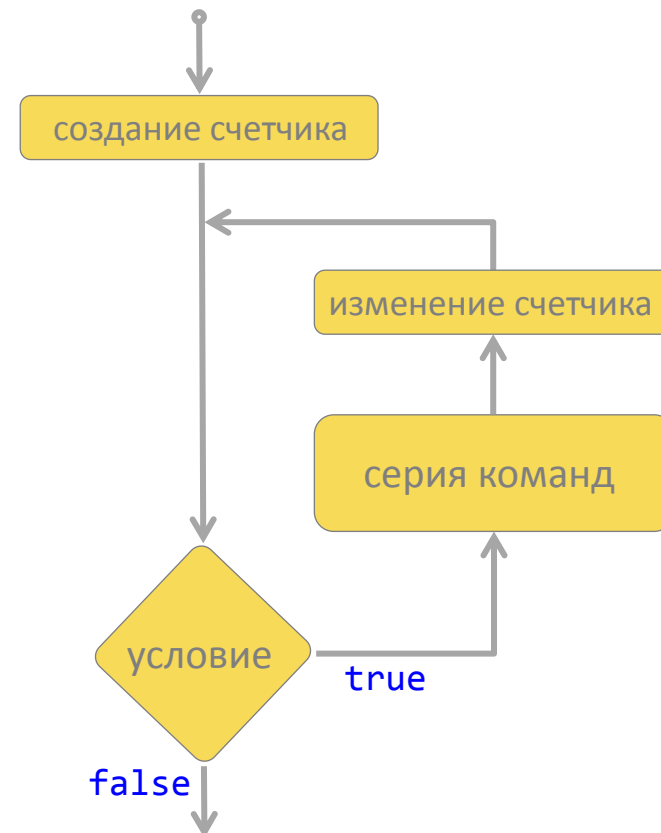 создание счетчика
изменение счетчика
серия команд
условие
true
false